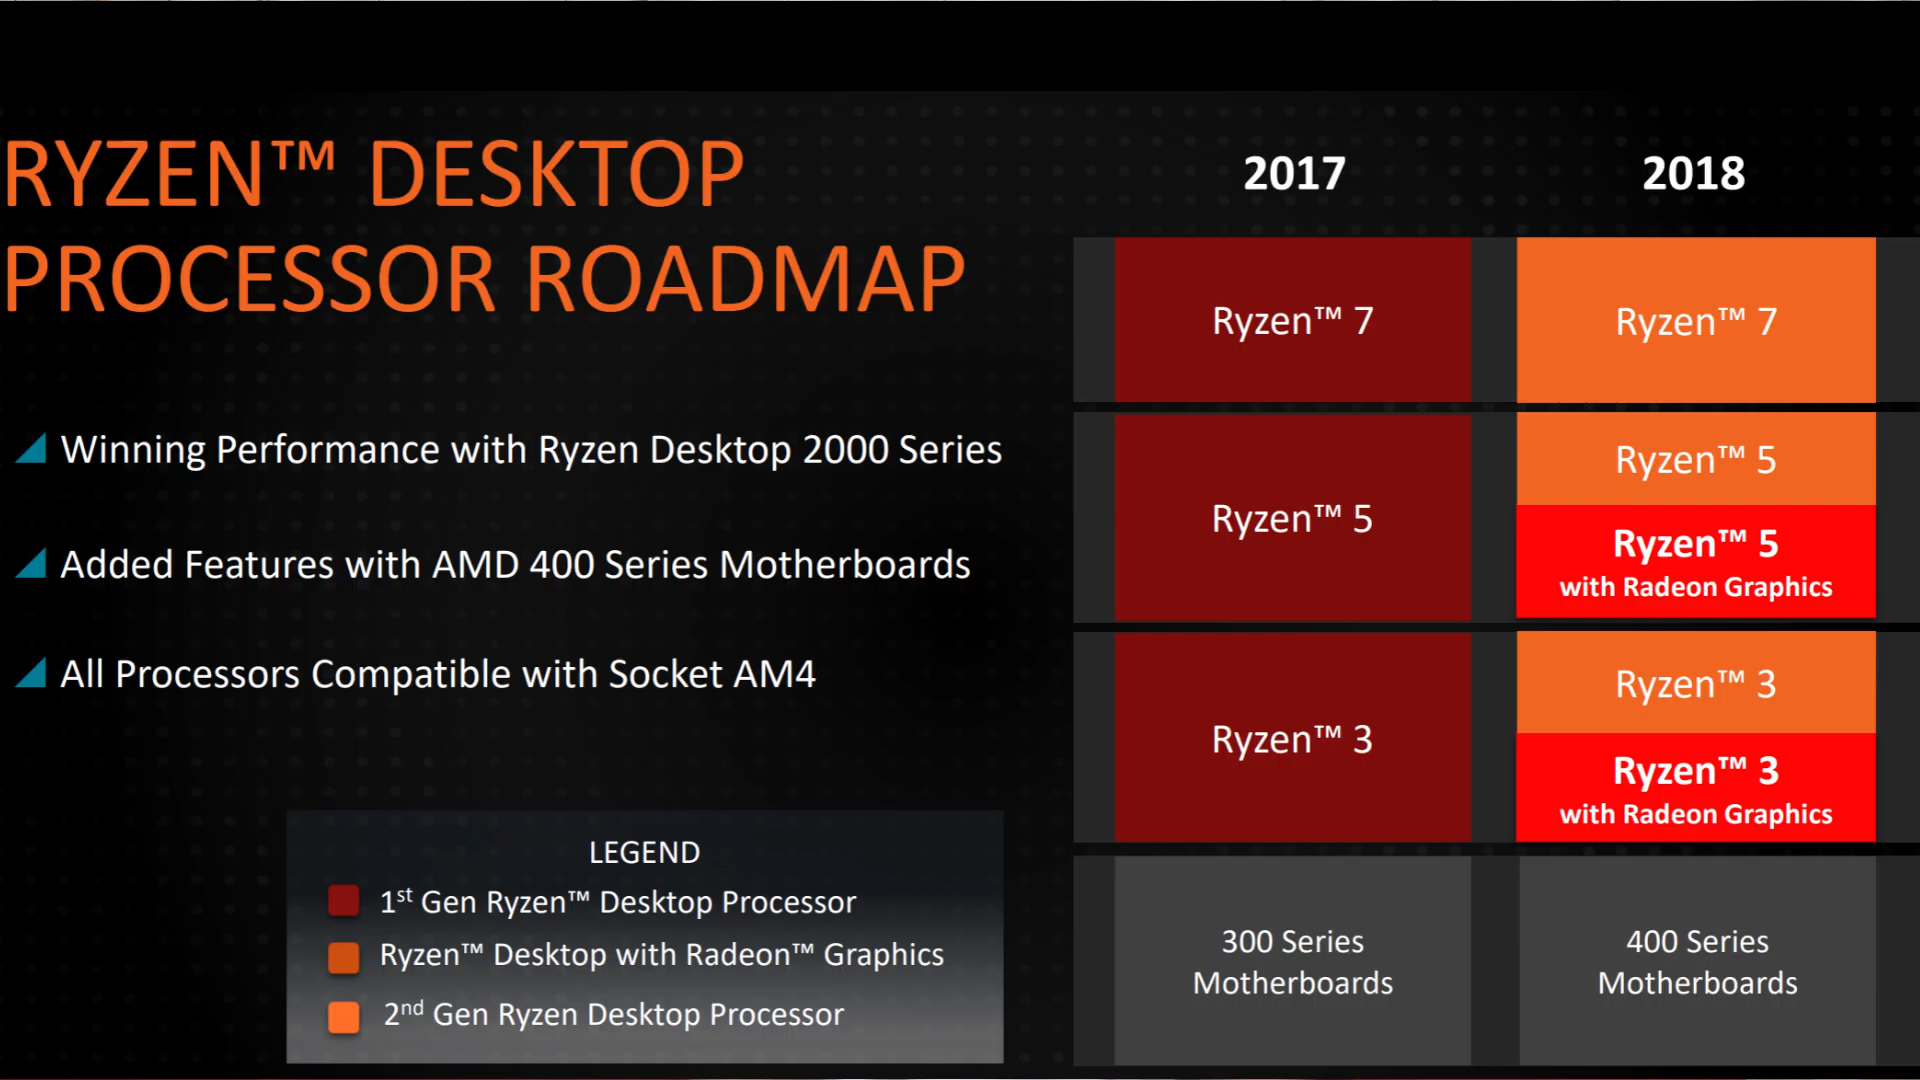 RYZEN™ DESKTOP
PROCESSOR ROADMAP
Winning Performance with Ryzen Desktop 2000 Series
Added Features with AMD 400 Series Motherboards
All Processors Compatible with Socket AM4
LEGEND
1st Gen Ryzen™ Desktop Processor
Ryzen™ Desktop with Radeon™ Graphics
2nd Gen Ryzen Desktop Processor
2017
2018
Ryzen™ 7
Ryzen™ 7
Ryzen™ 5
Ryzen™ 5
Ryzen™ 5
with Radeon Graphics
Ryzen™ 3
Ryzen™ 3
Ryzen™ 3
with Radeon Graphics
300 Series
Motherboards
400 Series
Motherboards